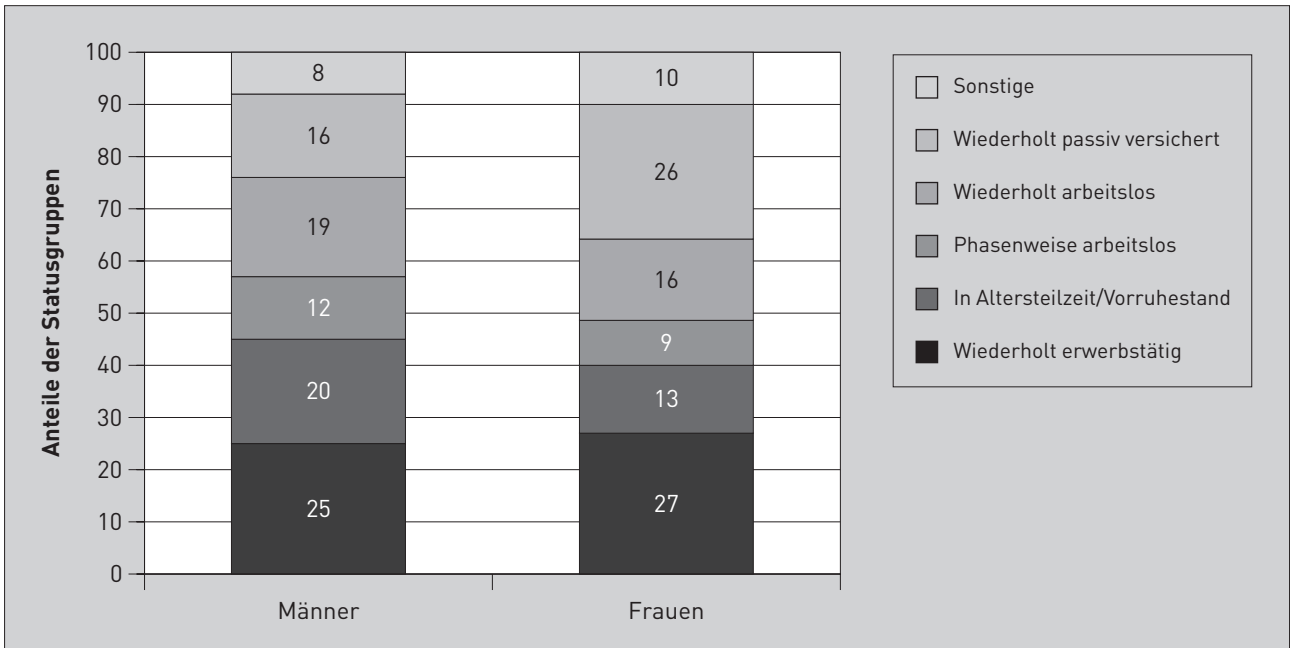 Anteile der Statusgruppen
100
90
80
70
60
50
40
30
20
10
0
8
16
19
12
20
25
10
26
16
9
13
27
Männer
Frauen
Sonstige
Wiederholt passiv versichert
Wiederholt arbeitslos
Phasenweise arbeitslos
In Altersteilzeit/Vorruhestand
Wiederholt erwerbstätig